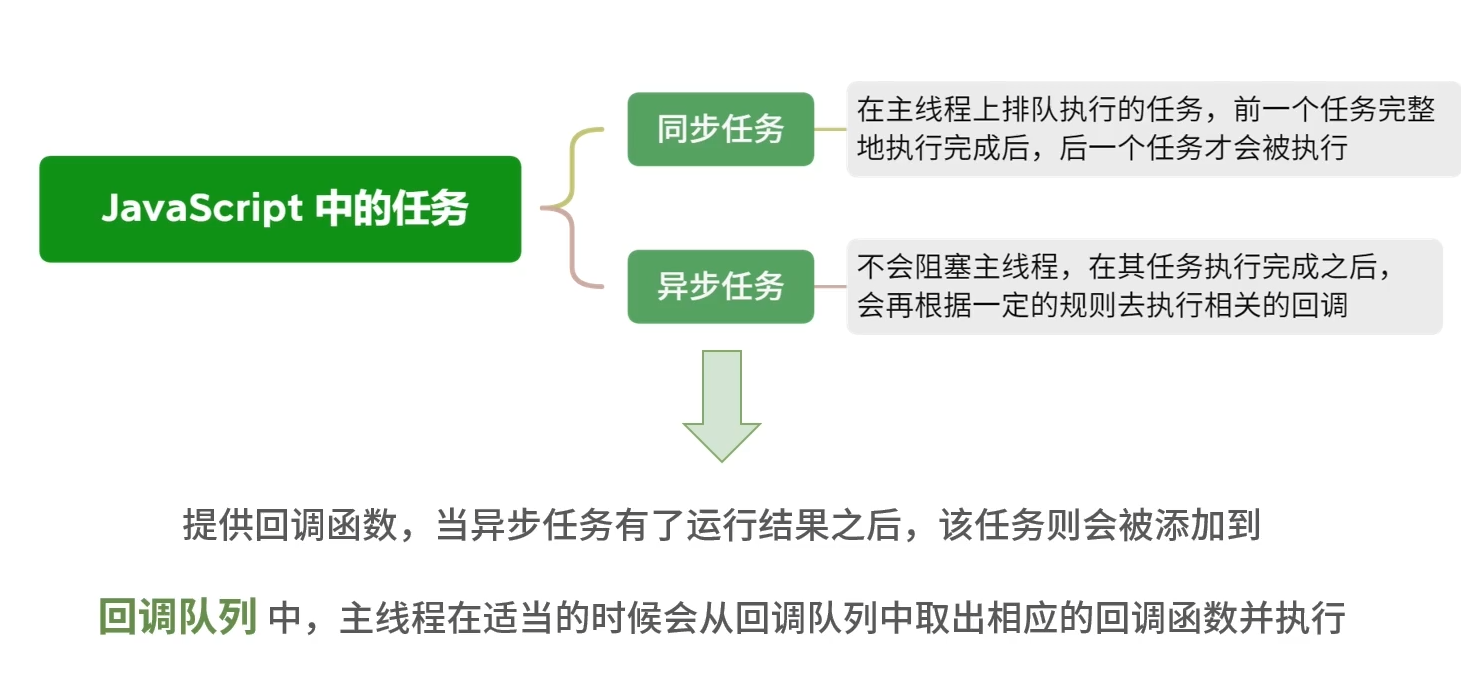 JavaScript 中的任务
同步任务
在主线程上排队执行的任务，前一个任务完整
地执行完成后，后一个任务才会被执行
异步任务
不会阻塞主线程，在其任务执行完成之后，
会再根据一定的规则去执行相关的回调
提供回调函数，当异步任务有了运行结果之后，该任务则会被添加到
回调队列 中，主线程在适当的时候会从回调队列中取出相应的回调函数并执行